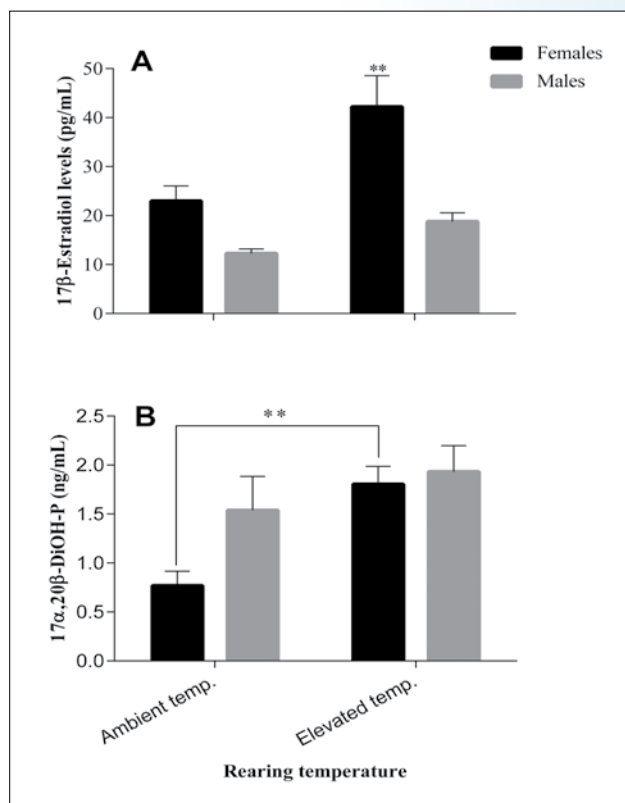 A
Females
Males
**
17β-Estradiol levels (pg/mL)
50
40
30
20
10
0
B
**
17α,20β-DiOH-P (ng/mL)
2.5
2.0
1.5
1.0
0.5
0.0
Ambient temp.
Elevated temp.
Rearing temperature